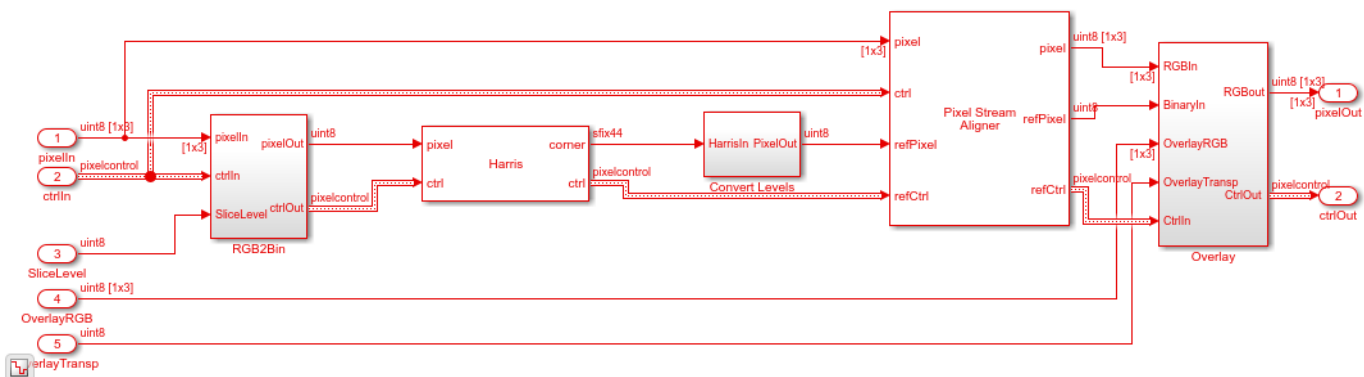 1
pixelIn
uint8 [1x3]
2
ctrlIn
pixelcontrol
3
SliceLevel
uint8
4
OverlayRGB
uint8 [1x3]
5
verlayTransp
uint8
[1x3]
pixelIn
ctrlIn
SliceLevel
pixelOut
ctrlOut
RGB2Bin
uint8
pixelcontrol
pixel
ctrl
Harris
corner
ctrl
sfix44
pixelcontrol
HarrisIn PixelOut
Convert Levels
uint8
[1x3]
pixel
ctrl
refPixel
refCtrl
Pixel Stream
Aligner
pixel
refPixel
refCtrl
uint8 [1x3]
uint8
pixelcontrol
[1x3]
[1x3]
RGBIn
BinaryIn
OverlayRGB
OverlayTransp
CtrlIn
RGBout
CtrlOut
Overlay
uint8 [1x3]
[1x3]
pixelcontrol
1
pixelOut
2
ctrlOut